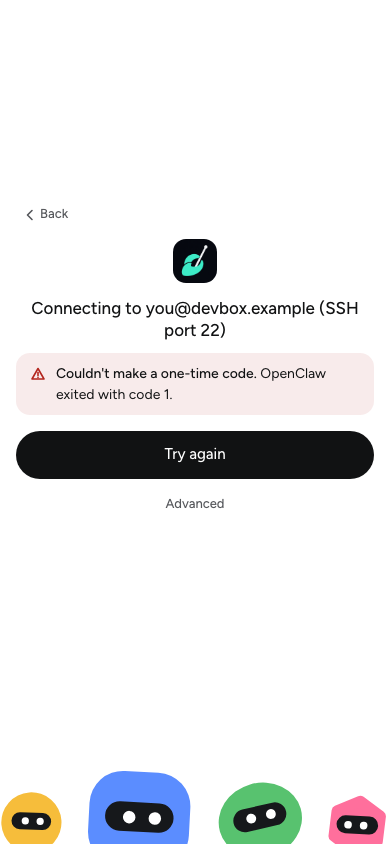 Back
Connecting to you@devbox.example (SSH
port 22)
Couldn't make a one-time code. OpenClaw
exited with code 1.
Try again
Advanced